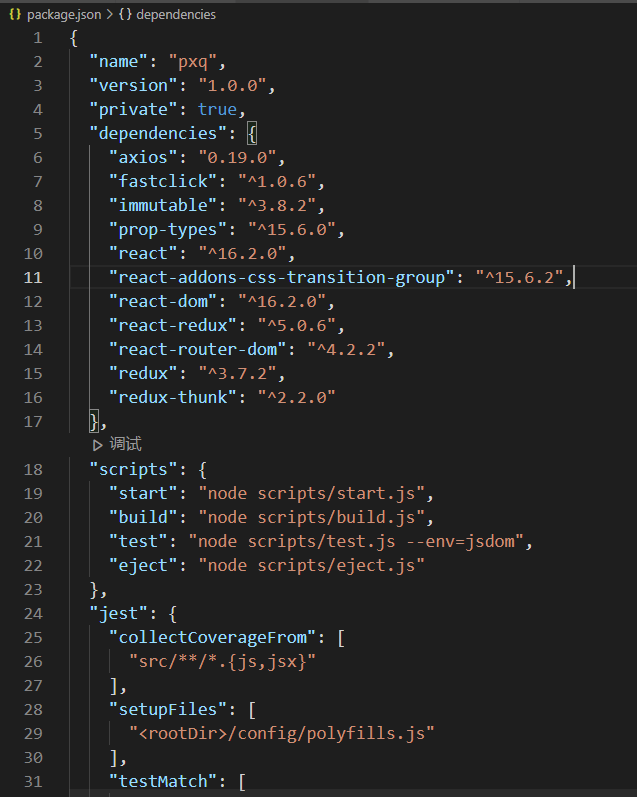 {} package.json > {} dependencies
1 {
2 "name": "pxq",
3 "version": "1.0.0",
4 "private": true,
5 "dependencies": {
6 "axios": "0.19.0",
7 "fastclick": "^1.0.6",
8 "immutable": "^3.8.2",
9 "prop-types": "^15.6.0",
10 "react": "^16.2.0",
11 "react-addons-css-transition-group": "^15.6.2",
12 "react-dom": "^16.2.0",
13 "react-redux": "^5.0.6",
14 "react-router-dom": "^4.2.2",
15 "redux": "^3.7.2",
16 "redux-thunk": "^2.2.0"
17 },
调试
18 "scripts": {
19 "start": "node scripts/start.js",
20 "build": "node scripts/build.js",
21 "test": "node scripts/test.js --env=jsdom",
22 "eject": "node scripts/eject.js"
23 },
24 "jest": {
25 "collectCoverageFrom": [
26 "src/**/*.{js,jsx}"
27 ],
28 "setupFiles": [
29 "<rootDir>/config/polyfills.js"
30 ],
31 "testMatch": [